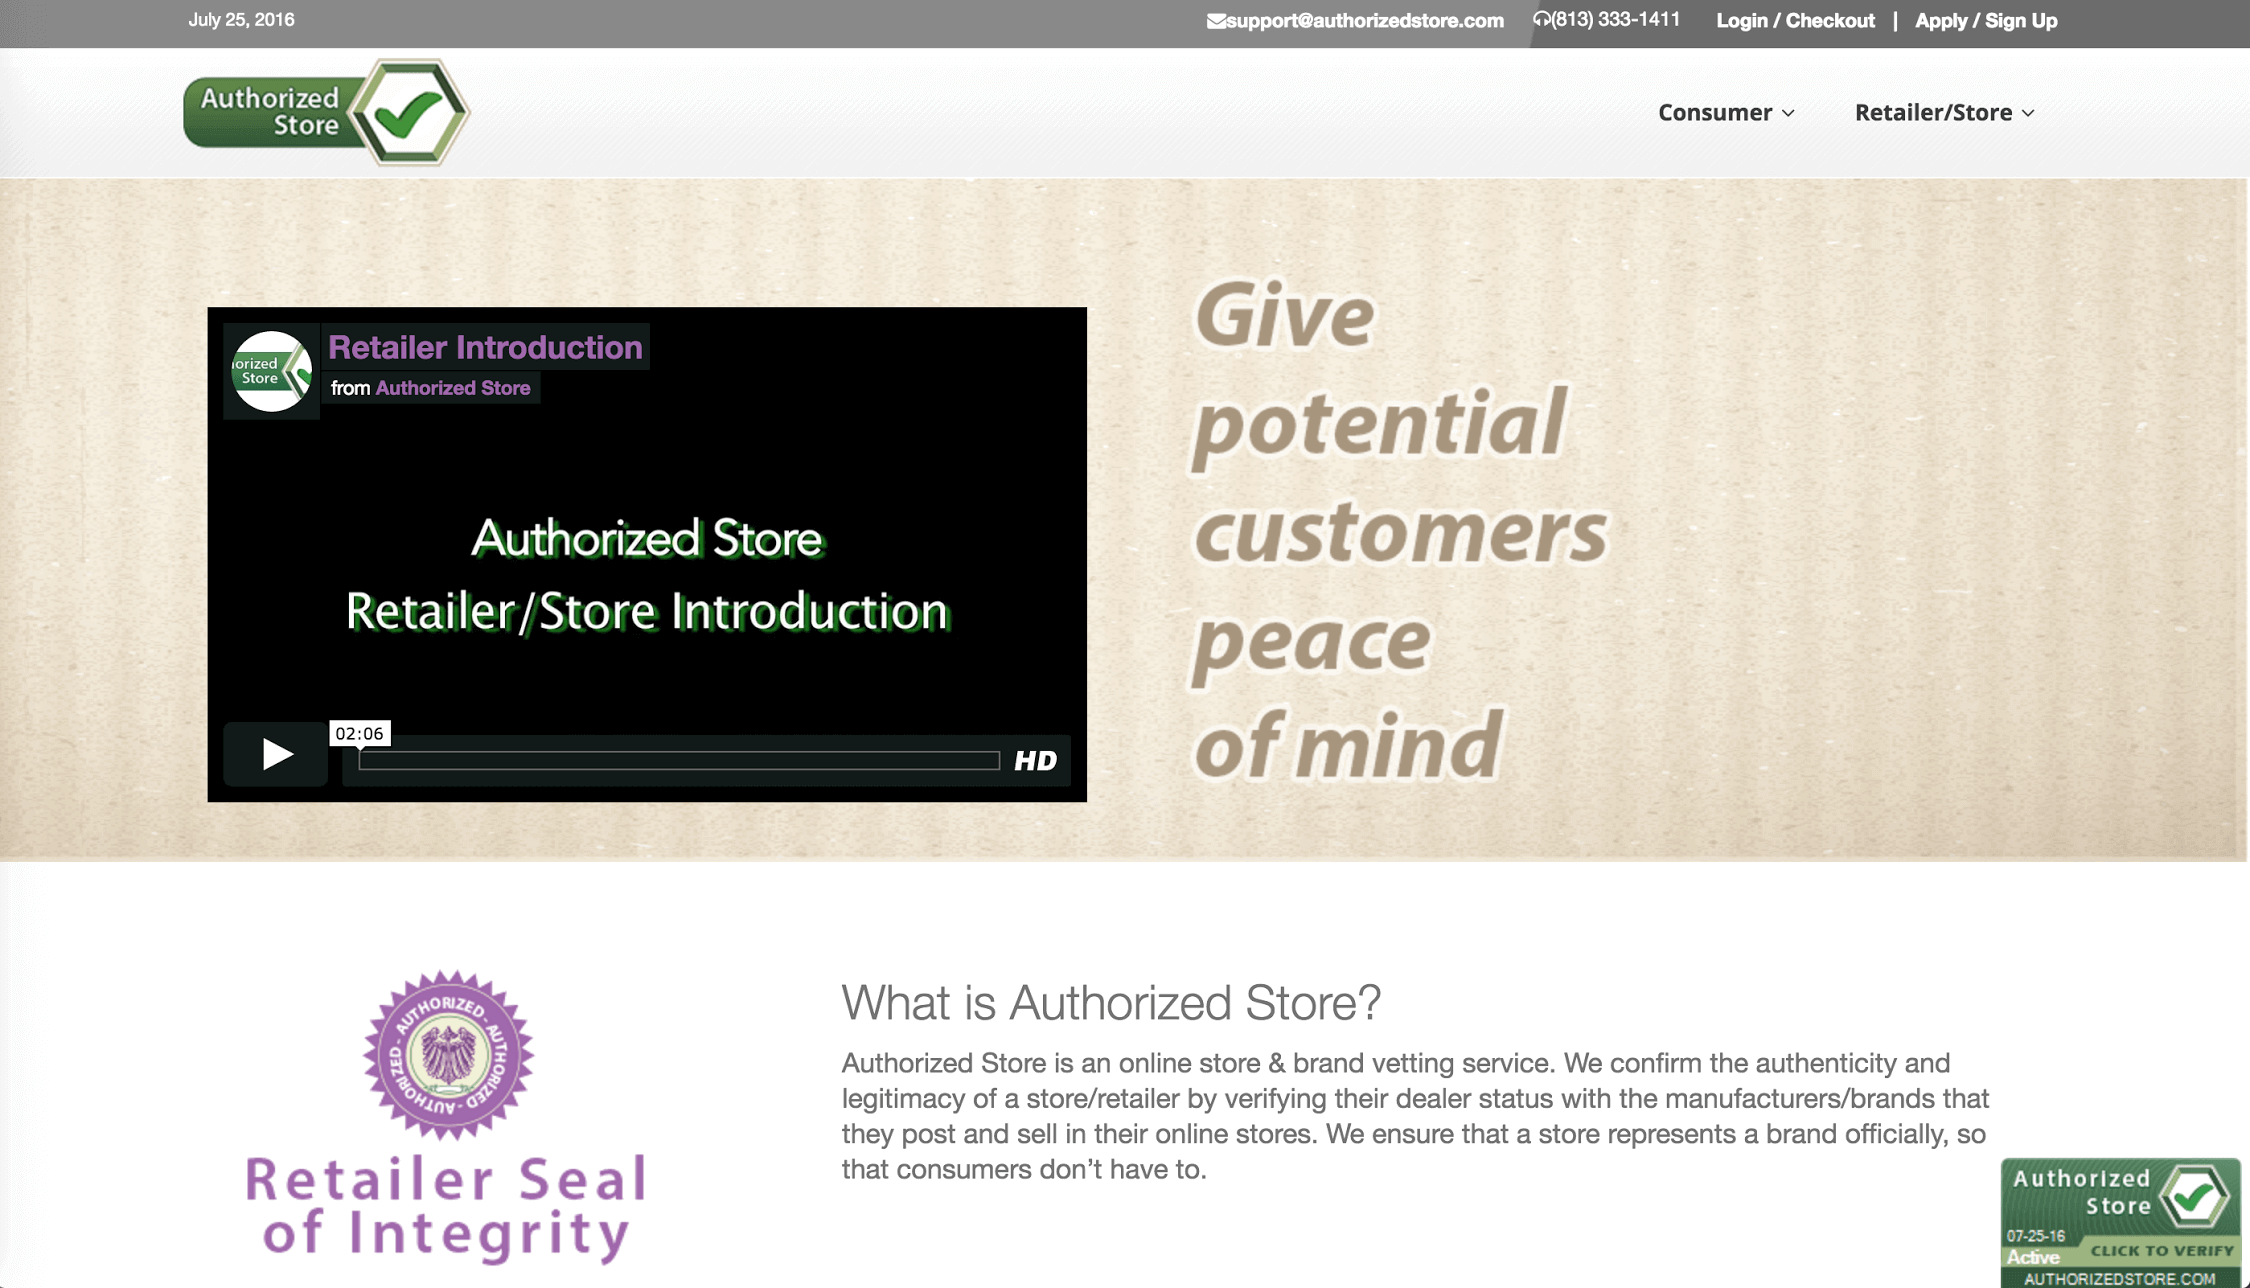 July 25, 2016
support@authorizedstore.com
(813) 333-1411
Login / Checkout | Apply / Sign Up
Authorized
Store
Consumer
Retailer/Store
orized
Store
Retailer Introduction
from Authorized Store
Authorized Store
Retailer/Store Introduction
02:06
HD
Give
potential
customers
peace
of mind
AUTHORIZED - AUTHORIZED - AUTHORIZED -
Retailer Seal
of Integrity
What is Authorized Store?
Authorized Store is an online store & brand vetting service. We confirm the authenticity and
legitimacy of a store/retailer by verifying their dealer status with the manufacturers/brands that
they post and sell in their online stores. We ensure that a store represents a brand officially, so
that consumers don’t have to.
Authorized
Store
07-25-16
Active
CLICK TO VERIFY
AUTHORIZEDSTORE.COM